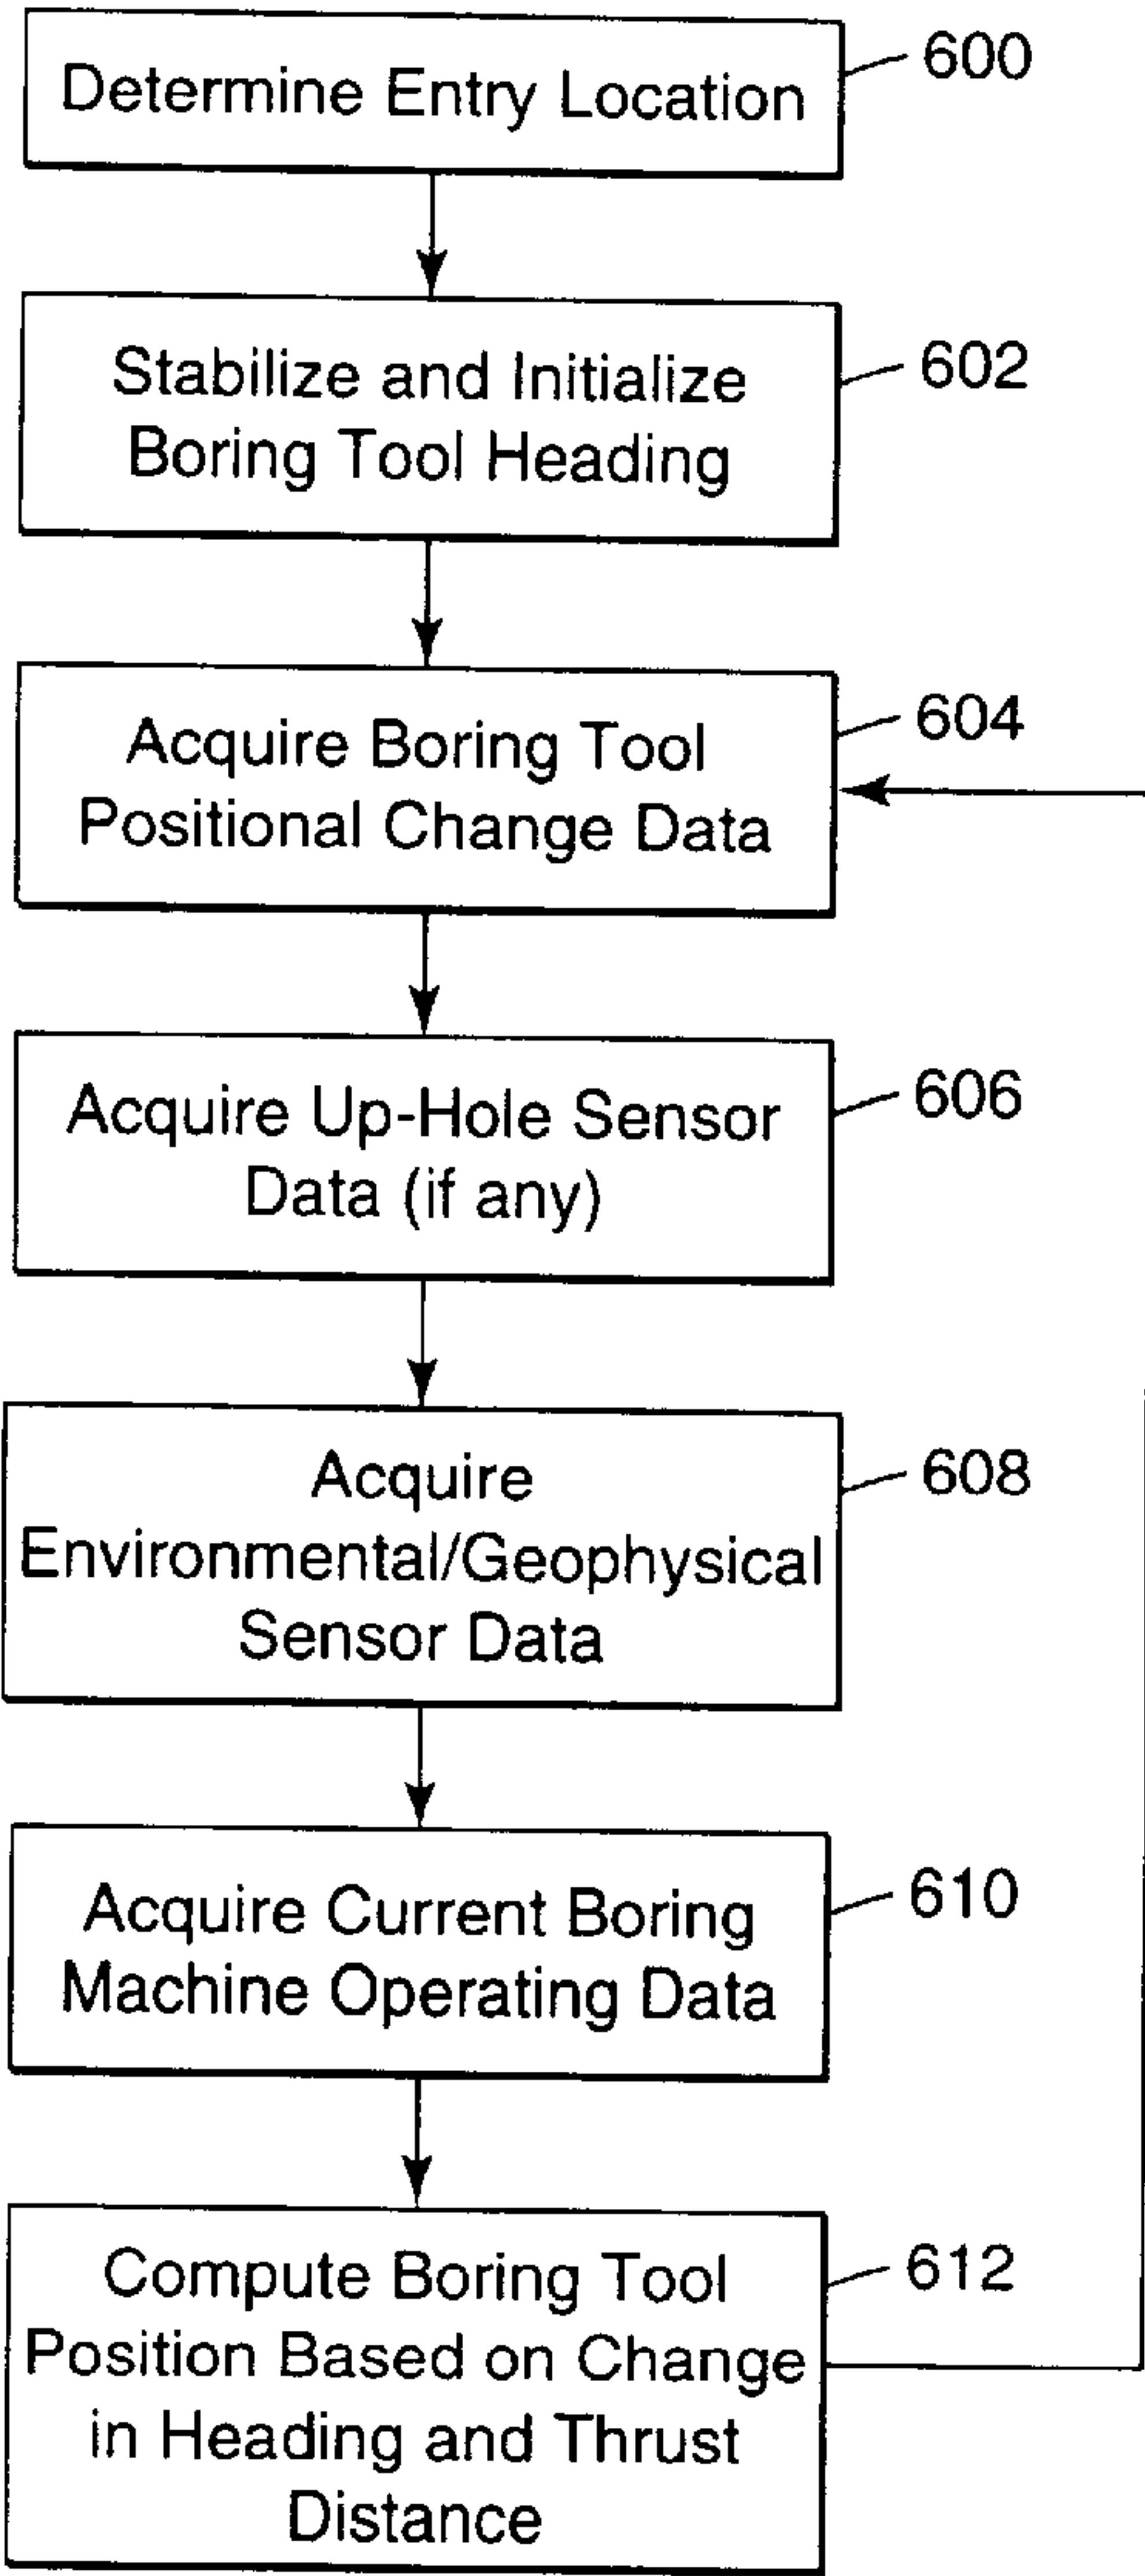 Determine Entry Location
600
Stabilize and Initialize
Boring Tool Heading
602
Acquire Boring Tool
Positional Change Data
604
Acquire Up-Hole Sensor
Data (if any)
606
Acquire
Environmental/Geophysical
Sensor Data
608
Acquire Current Boring
Machine Operating Data
610
Compute Boring Tool
Position Based on Change
in Heading and Thrust
Distance
612